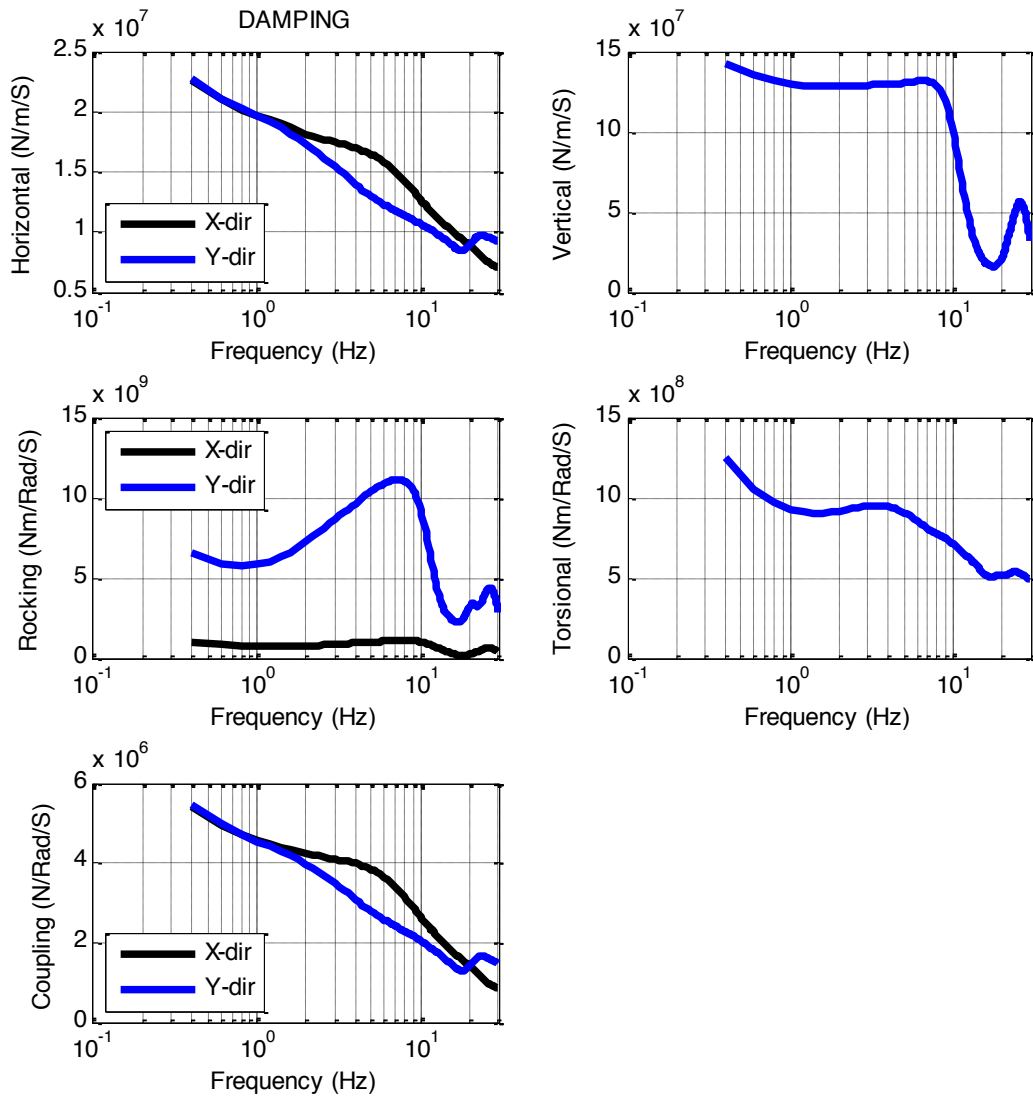 DAMPING
x 10^7
2.5
2
1.5
1
0.5
Horizontal (N/m/S)
X-dir
Y-dir
10^-1
10^0
10^1
Frequency (Hz)
x 10^7
15
10
5
0
Vertical (N/m/S)
10^-1
10^0
10^1
Frequency (Hz)
x 10^9
15
10
5
0
Rocking (Nm/Rad/S)
X-dir
Y-dir
10^-1
10^0
10^1
Frequency (Hz)
x 10^8
15
10
5
0
Torsional (Nm/Rad/S)
10^-1
10^0
10^1
Frequency (Hz)
x 10^6
6
4
2
0
Coupling (N/Rad/S)
X-dir
Y-dir
10^-1
10^0
10^1
Frequency (Hz)